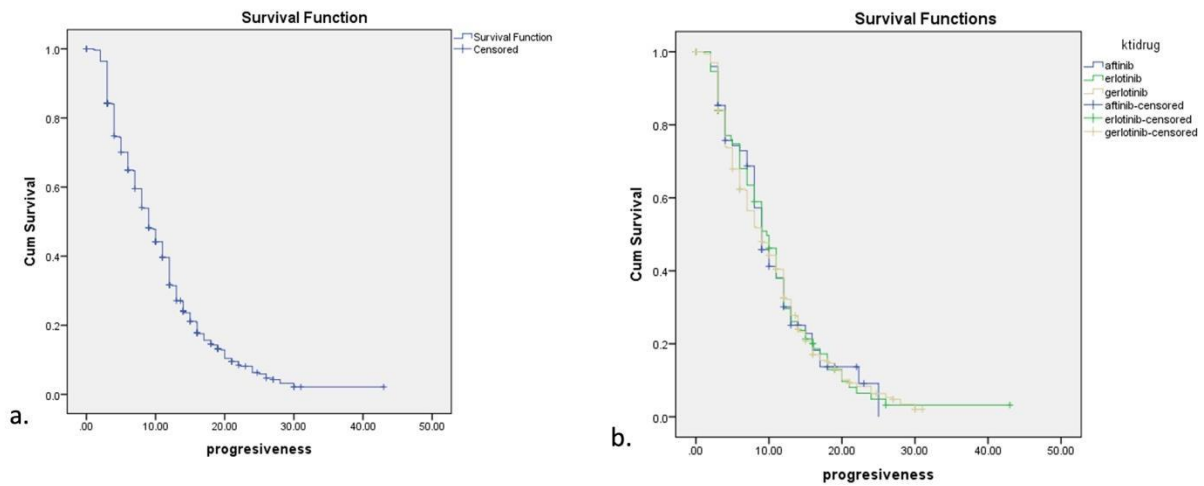 Survival Function
Survival Function
Censored
1.0
0.8
0.6
0.4
0.2
0.0
Cum Survival
.00 10.00 20.00 30.00 40.00 50.00
progresiveness
a.
Survival Functions
ktidrug
aftinib
erlotinib
gerlotinib
aftinib-censored
erlotinib-censored
gerlotinib-censored
1.0
0.8
0.6
0.4
0.2
0.0
Cum Survival
.00 10.00 20.00 30.00 40.00 50.00
progresiveness
b.